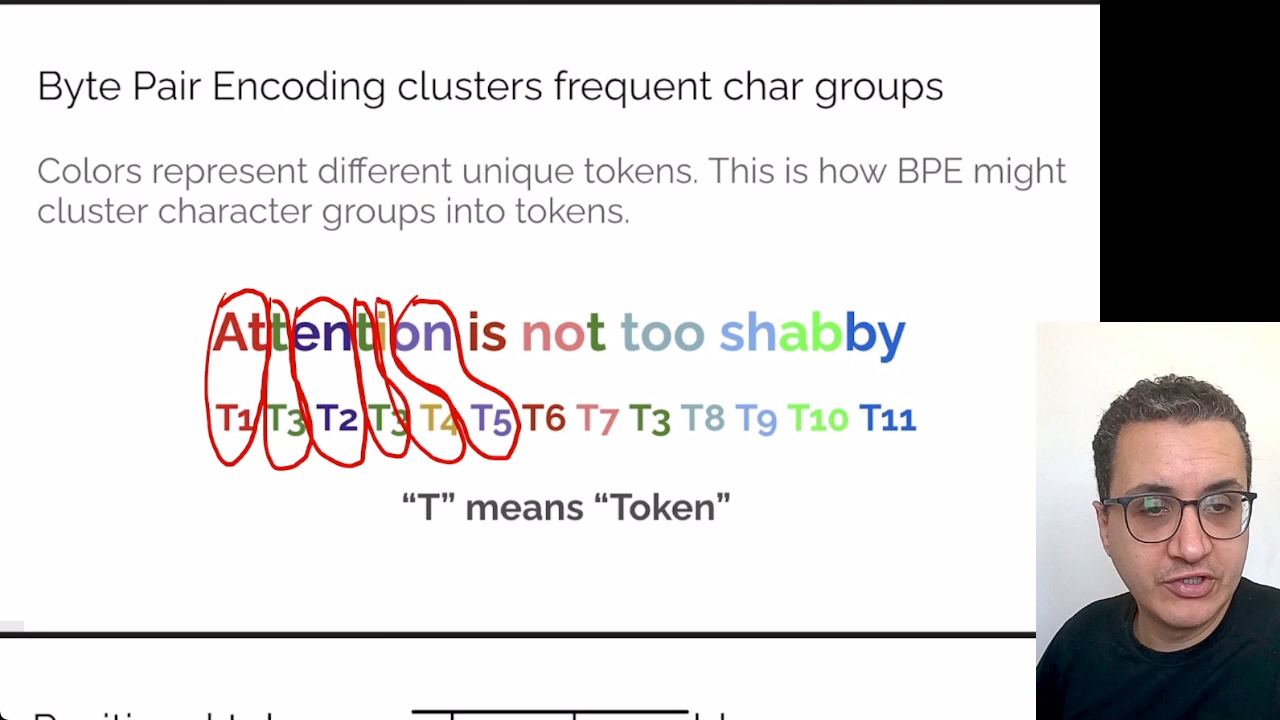 Byte Pair Encoding clusters frequent char groups
Colors represent different unique tokens. This is how BPE might
cluster character groups into tokens.
Attention is not too shabby
T1 T3 T2 T3 T4 T5 T6 T7 T3 T8 T9 T10 T11
“T” means “Token”